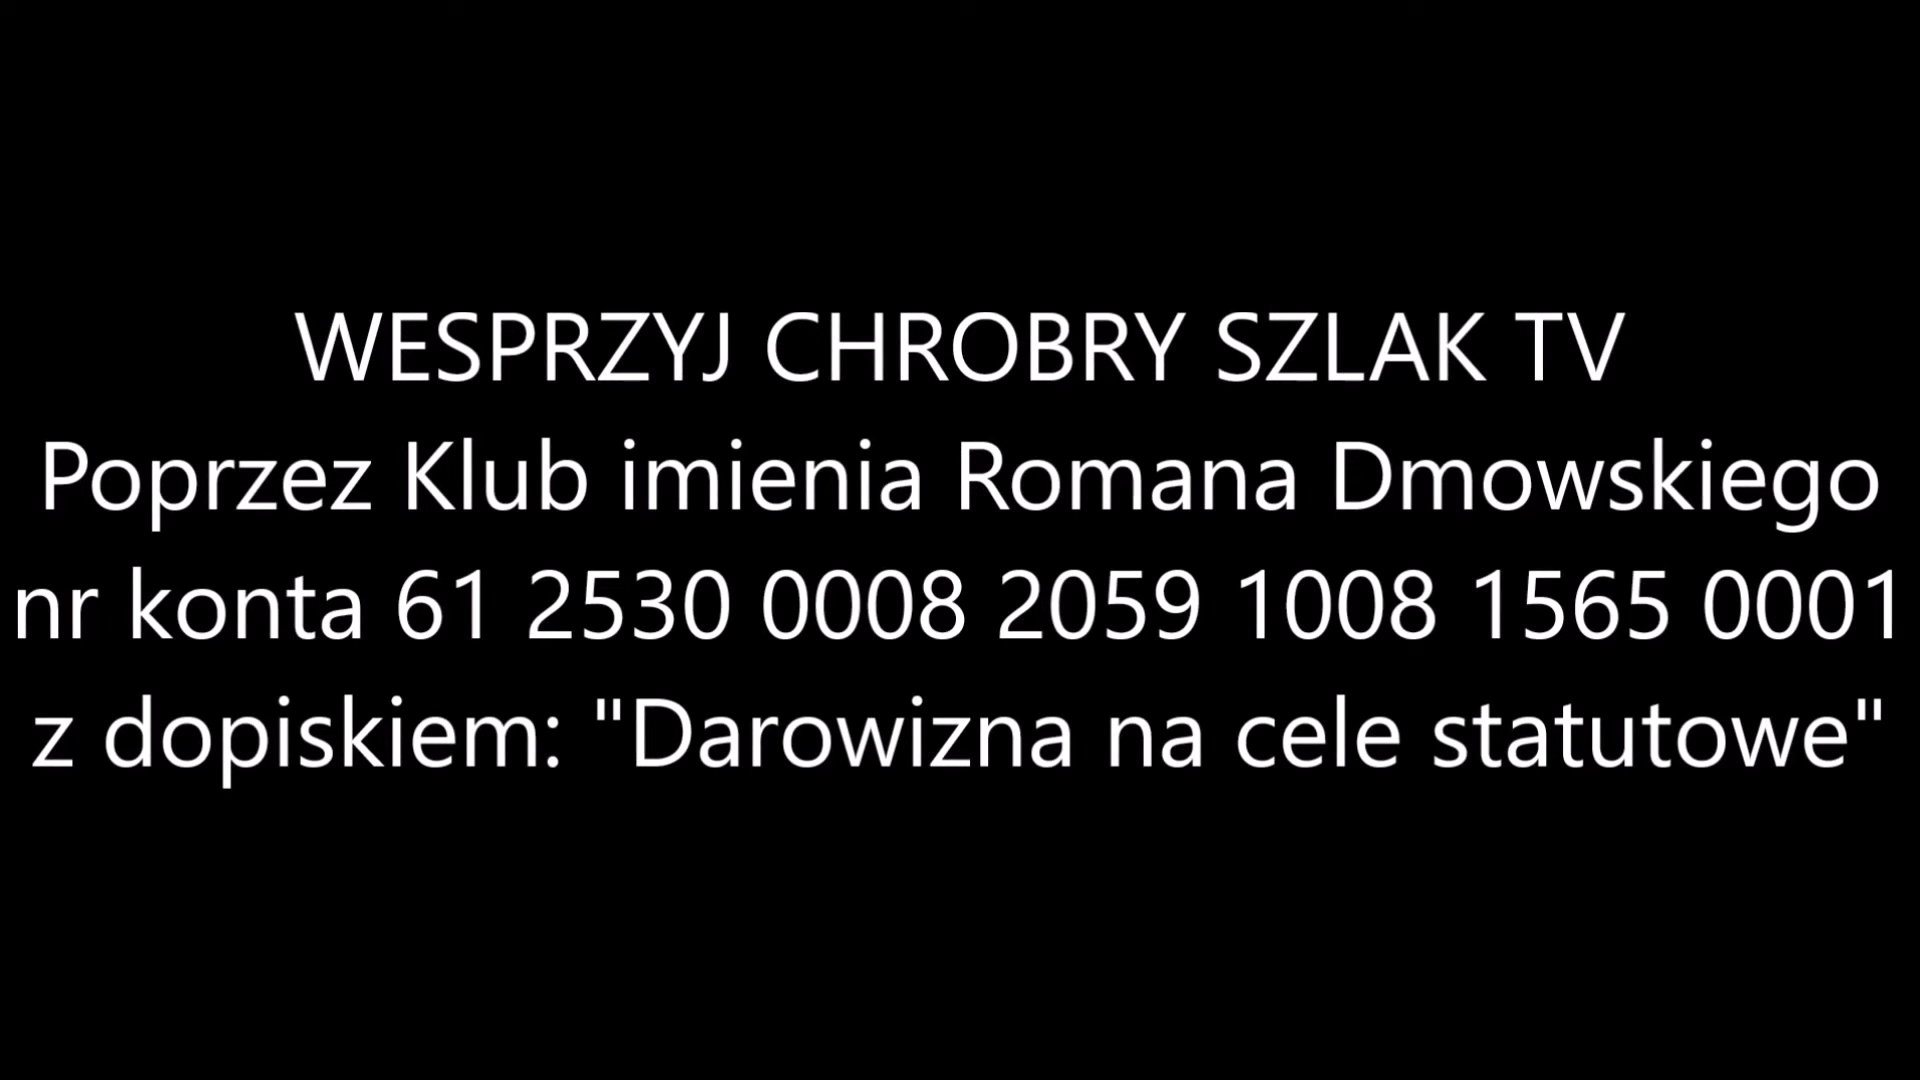 WESPRZYJ CHROBRY SZLAK TV
Poprzez Klub imienia Romana Dmowskiego
nr konta 61 2530 0008 2059 1008 1565 0001
z dopiskiem: "Darowizna na cele statutowe"